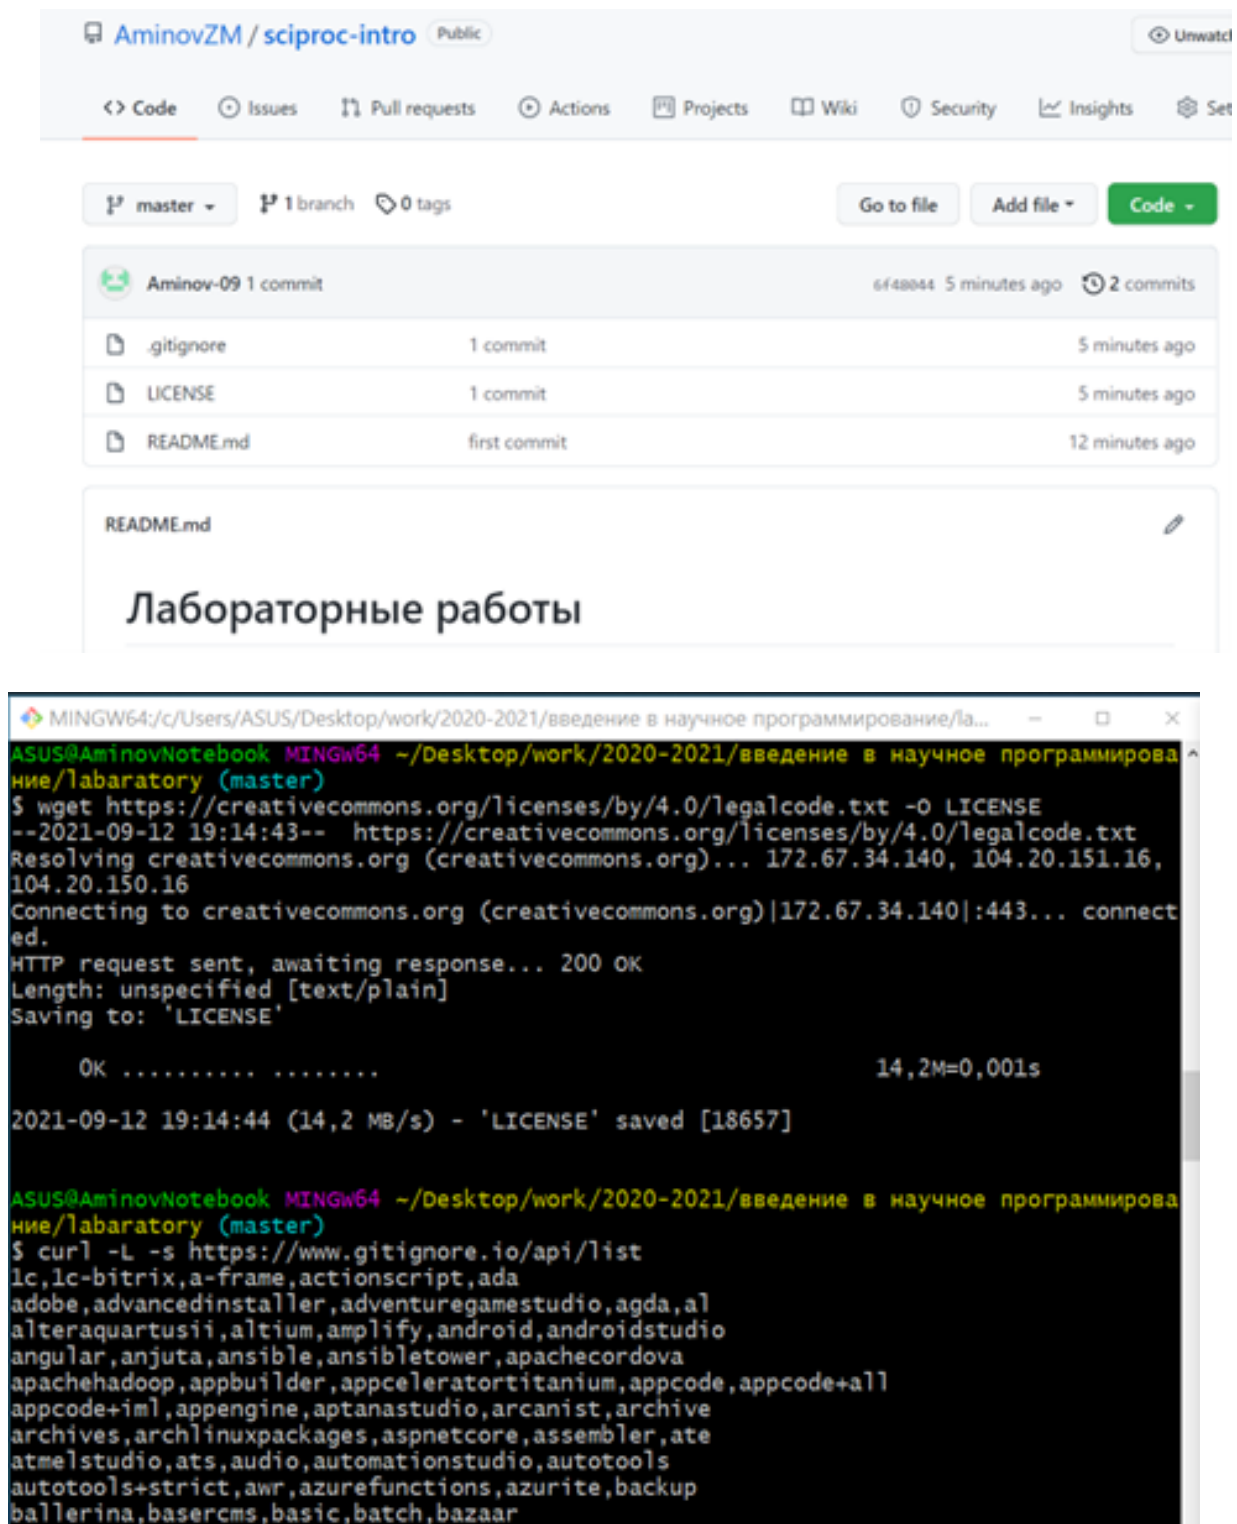 AminovZM / sciproc-intro Public Unwatch
Code Issues Pull requests Actions Projects Wiki Security Insights Set
master 1 branch 0 tags Go to file Add file Code
Aminov-09 1 commit 6f48044 5 minutes ago 2 commits
.gitignore 1 commit 5 minutes ago
LICENSE 1 commit 5 minutes ago
README.md first commit 12 minutes ago
README.md
Лабораторные работы
MINGW64:/c/Users/ASUS/Desktop/work/2020-2021/введение в научное программирование/la...
ASUS@AminovNotebook MINGW64 ~/Desktop/work/2020-2021/введение в научное программирова
ние/labaratory (master)
$ wget https://creativecommons.org/licenses/by/4.0/legalcode.txt -O LICENSE
--2021-09-12 19:14:43--  https://creativecommons.org/licenses/by/4.0/legalcode.txt
Resolving creativecommons.org (creativecommons.org)... 172.67.34.140, 104.20.151.16,
104.20.150.16
Connecting to creativecommons.org (creativecommons.org)|172.67.34.140|:443... connect
ed.
HTTP request sent, awaiting response... 200 OK
Length: unspecified [text/plain]
Saving to: 'LICENSE'
0K .......... ........ 14,2M=0,001s
2021-09-12 19:14:44 (14,2 MB/s) - 'LICENSE' saved [18657]
ASUS@AminovNotebook MINGW64 ~/Desktop/work/2020-2021/введение в научное программирова
ние/labaratory (master)
$ curl -L -s https://www.gitignore.io/api/list
1c,1c-bitrix,a-frame,actionscript,ada
adobe,advancedinstaller,adventuregamestudio,agda,al
alteraquartusii,altium,amplify,android,androidstudio
angular,anjuta,ansible,ansibletower,apachecordova
apachehadoop,appbuilder,appceleratortitanium,appcode,appcode+all
appcode+iml,appengine,aptanastudio,arcanist,archive
archives,archlinuxpackages,aspnetcore,assembler,ate
atmelstudio,ats,audio,automationstudio,autotools
autotools+strict,awr,azurefunctions,azurite,backup
ballerina,basercms,basic,batch,bazaar